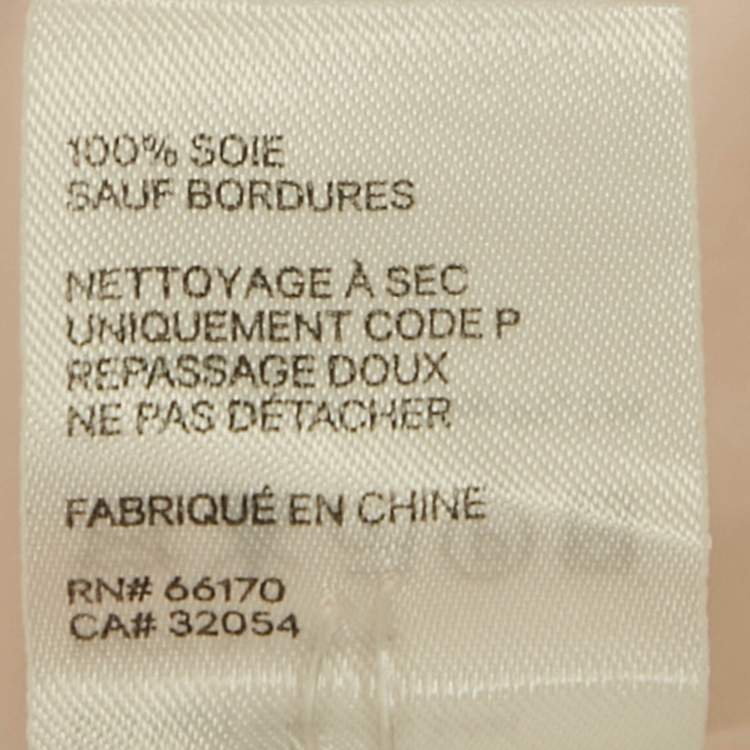 100% SOIE
SAUF BORDURES
NETTOYAGE À SEC
UNIQUEMENT CODE P
REPASSAGE DOUX
NE PAS DÉTACHER
FABRIQUÉ EN CHINE
RN# 66170
CA# 32054